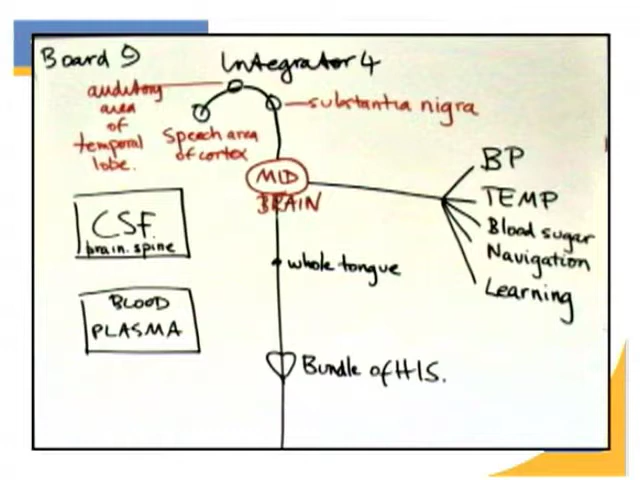 Board 9
Integrator 4
auditory
area
of
temporal
lobe.
Speech area
of cortex
substantia nigra
MID
BRAIN
BP
TEMP
Blood sugar
Navigation
Learning
CSF
brain. spine
whole tongue
BLOOD
PLASMA
Bundle of HIS.